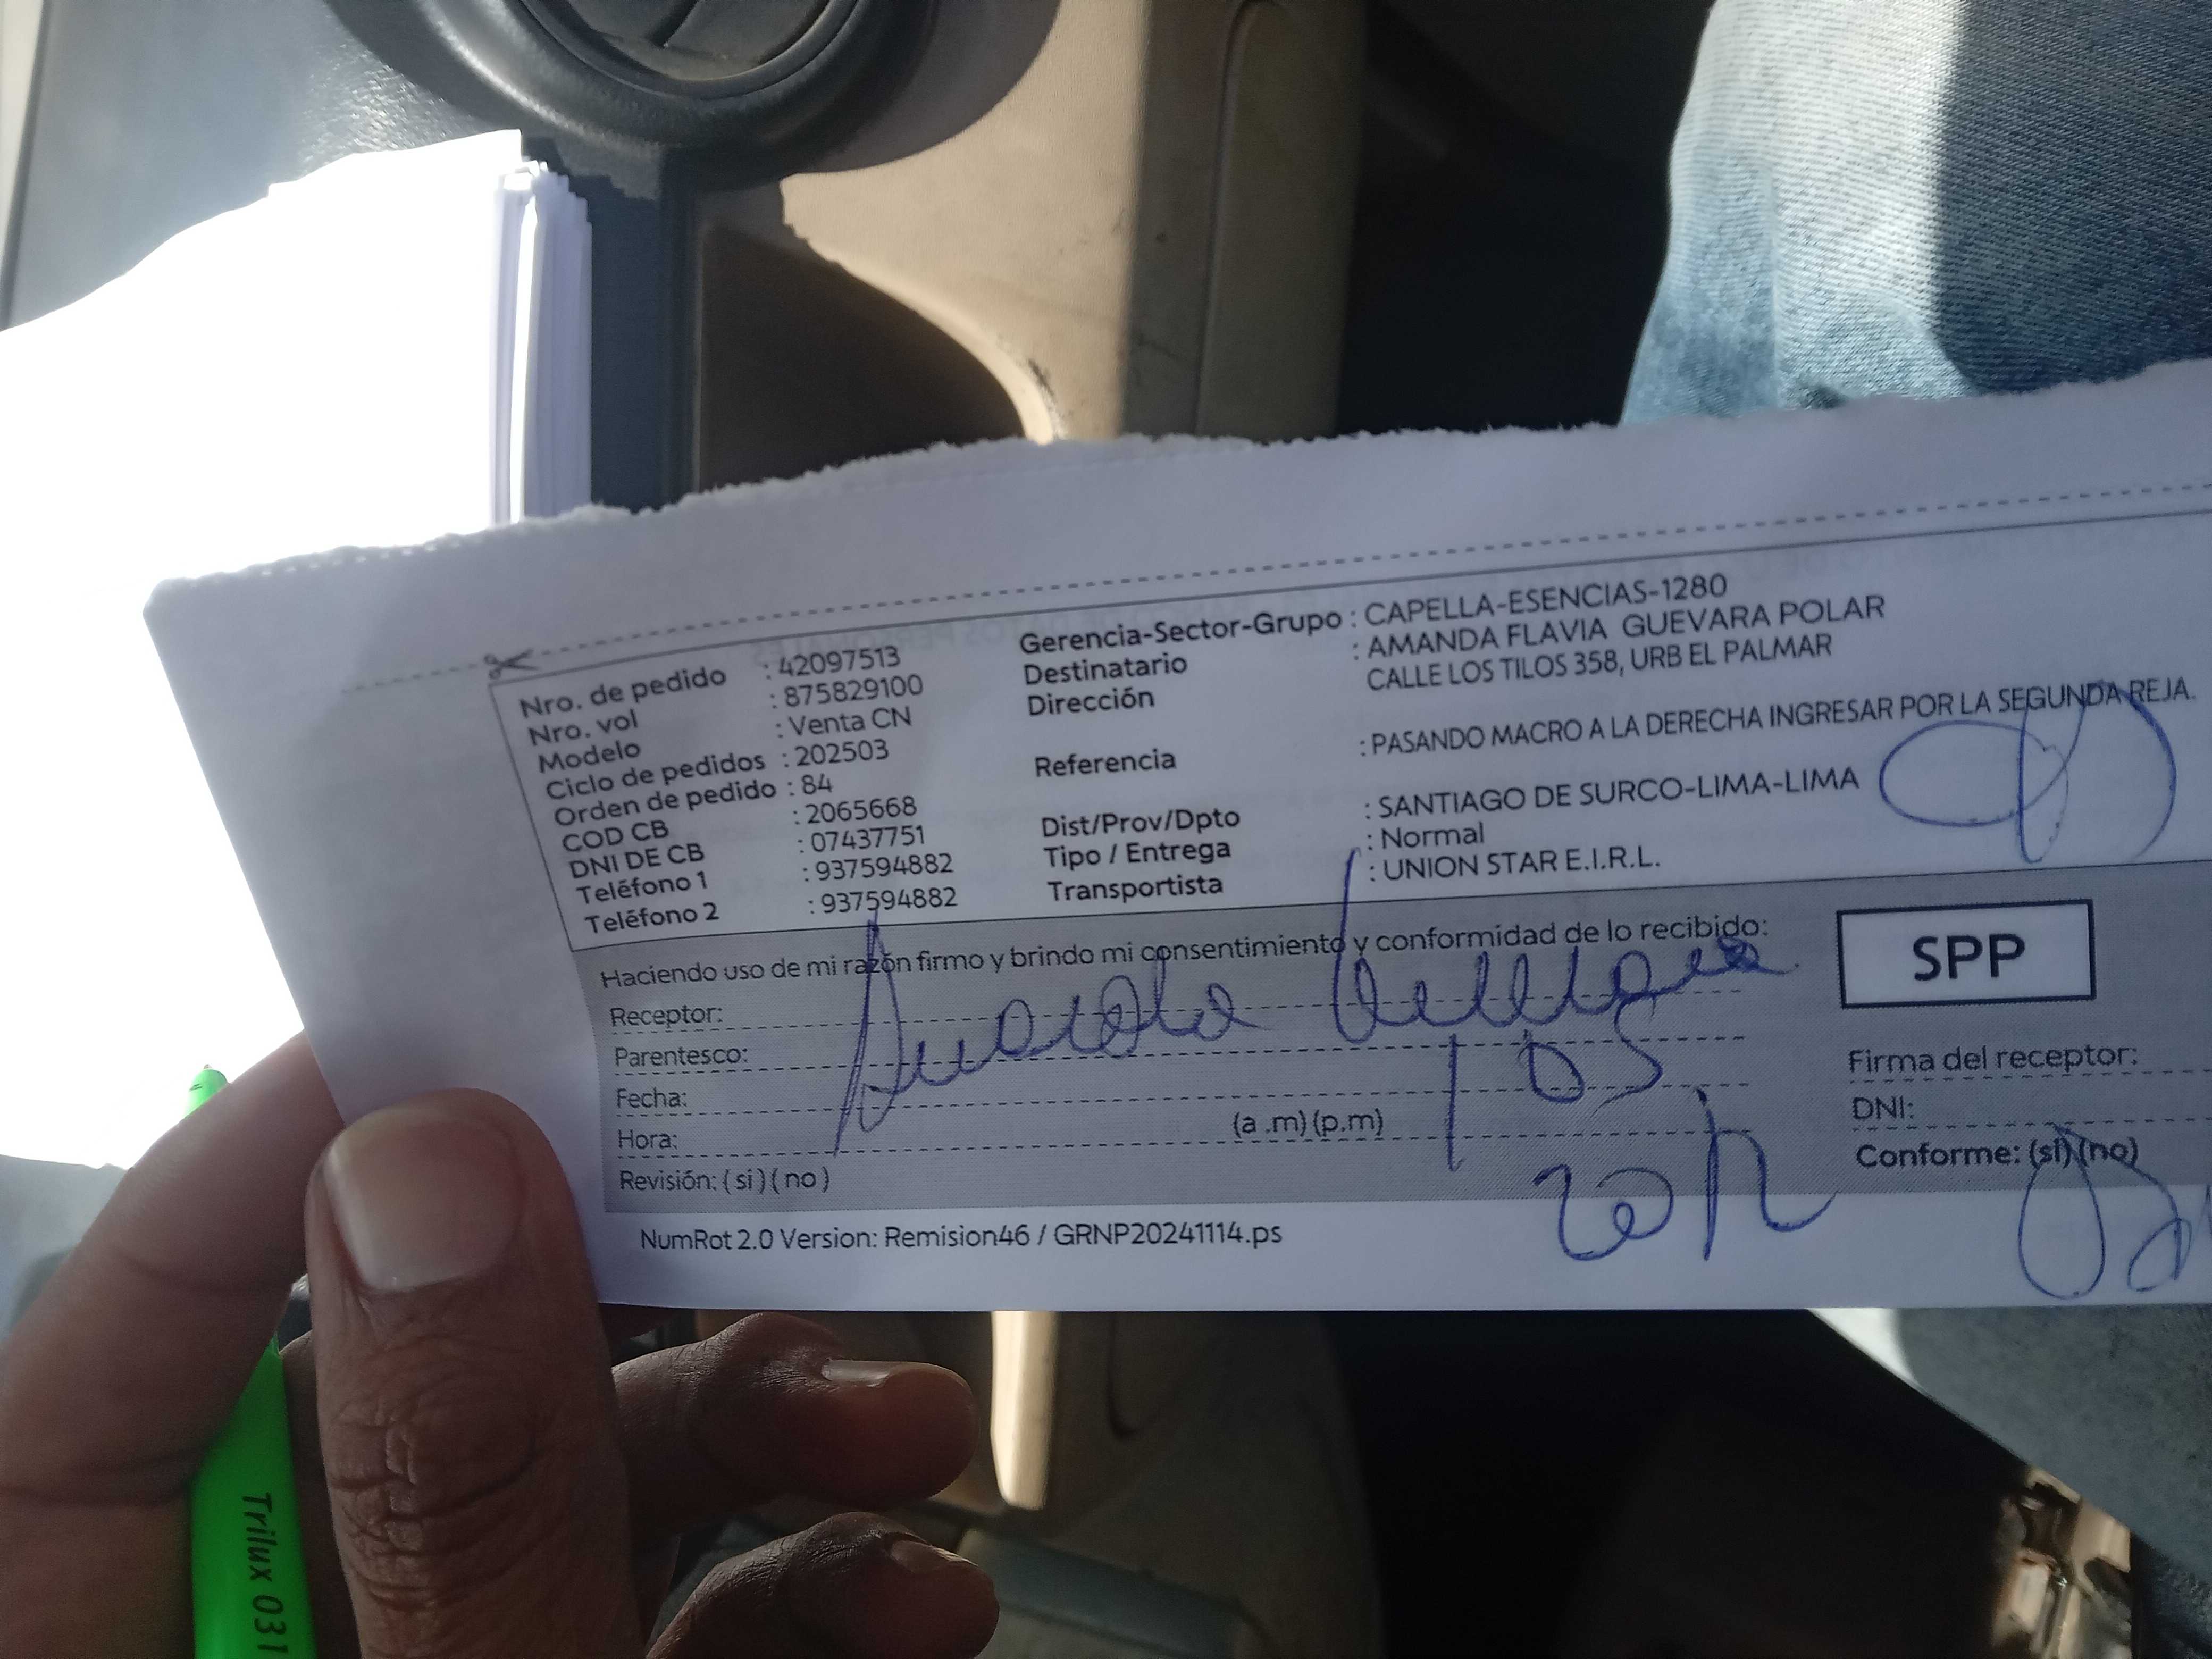 Nro. de pedido : 42097513
Nro. vol : 875829100
Modelo : Venta CN
Ciclo de pedidos : 202503
Orden de pedido : 84
COD CB : 2065668
DNI DE CB : 07437751
Teléfono 1 : 937594882
Teléfono 2 : 937594882
Gerencia-Sector-Grupo : CAPELLA-ESENCIAS-1280
Destinatario : AMANDA FLAVIA GUEVARA POLAR
Dirección CALLE LOS TILOS 358, URB EL PALMAR
Referencia : PASANDO MACRO A LA DERECHA INGRESAR POR LA SEGUNDA REJA.
Dist/Prov/Dpto : SANTIAGO DE SURCO-LIMA-LIMA
Tipo / Entrega : Normal
Transportista : UNION STAR E.I.R.L.
Haciendo uso de mi razón firmo y brindo mi consentimiento y conformidad de lo recibido:
Receptor:
Parentesco:
Fecha:
Hora: (a .m) (p.m)
Revisión: ( si ) ( no )
SPP
Firma del receptor:
DNI:
Conforme: (si) (no)
NumRot 2.0 Version: Remision46 / GRNP20241114.ps
Trilux 031